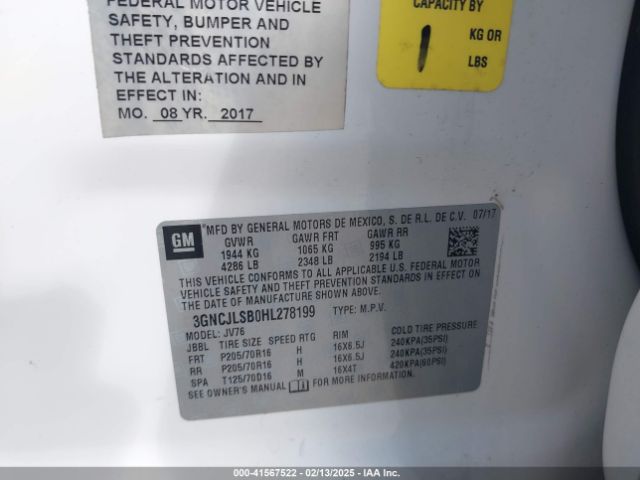 FEDERAL MOTOR VEHICLE
SAFETY, BUMPER AND
THEFT PREVENTION
STANDARDS AFFECTED BY
THE ALTERATION AND IN
EFFECT IN:
MO. 08 YR. 2017
CAPACITY BY
1 KG OR
LBS
GM
MFD BY GENERAL MOTORS DE MEXICO, S. DE R.L. DE C.V. 07/17
GVWR GAWR FRT GAWR RR
1944 KG 1065 KG 995 KG
4286 LB 2348 LB 2194 LB
THIS VEHICLE CONFORMS TO ALL APPLICABLE U.S. FEDERAL MOTOR
VEHICLE SAFETY AND THEFT PREVENTION STANDARDS IN EFFECT ON
THE DATE OF MANUFACTURE SHOWN ABOVE.
3GNCJLSB0HL278199 TYPE: M.P.V.
MODEL: JV76
JBBL TIRE SIZE SPEED RTG RIM COLD TIRE PRESSURE
FRT P205/70R16 H 16X6.5J 240KPA(35PSI)
RR P205/70R16 H 16X6.5J 240KPA(35PSI)
SPA T125/70D16 M 16X4T 420KPA(60PSI)
SEE OWNER'S MANUAL FOR ADDITIONAL INFORMATION.
000-41567522 - 02/13/2025 - IAA Inc.